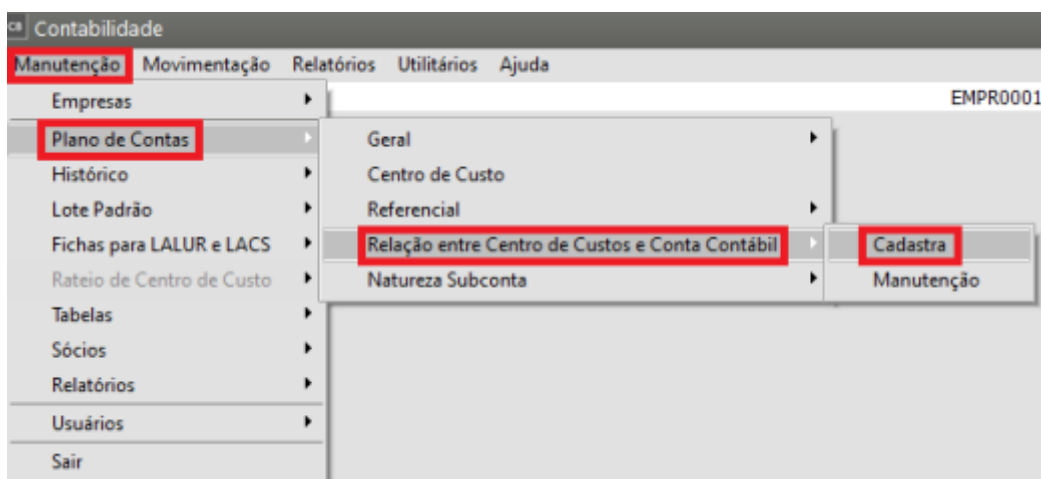 CB Contabilidade
Manutenção Movimentação Relatórios Utilitários Ajuda
Empresas
EMPR0001
Plano de Contas
Histórico
Lote Padrão
Fichas para LALUR e LACS
Rateio de Centro de Custo
Tabelas
Sócios
Relatórios
Usuários
Sair
Geral
Centro de Custo
Referencial
Relação entre Centro de Custos e Conta Contábil
Natureza Subconta
Cadastra
Manutenção